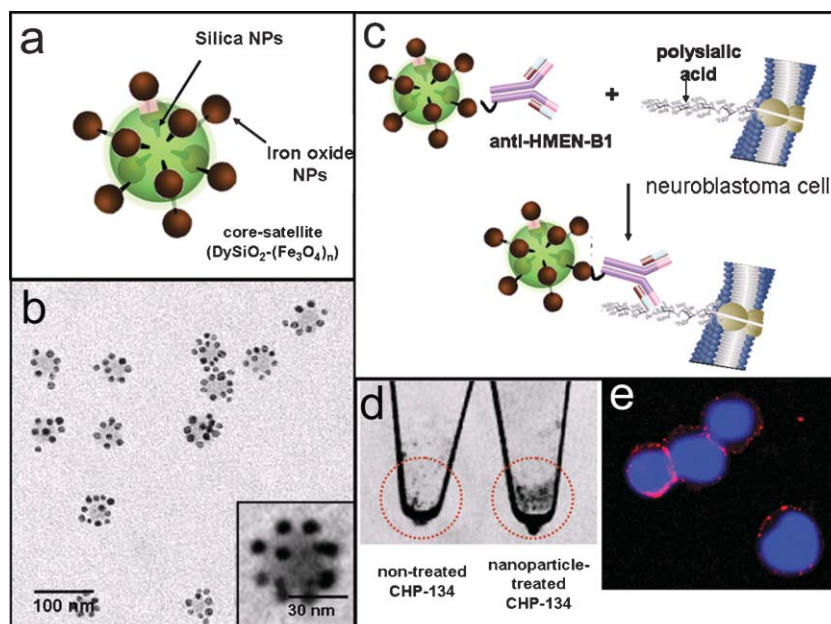 a
Silica NPs
Iron oxide
NPs
core-satellite
(DySiO₂-(Fe₃O₄)ₙ)
b
100 nm
30 nm
c
anti-HMEN-B1
+
polysialic
acid
neuroblastoma cell
d
non-treated
CHP-134
nanoparticle-
treated
CHP-134
e